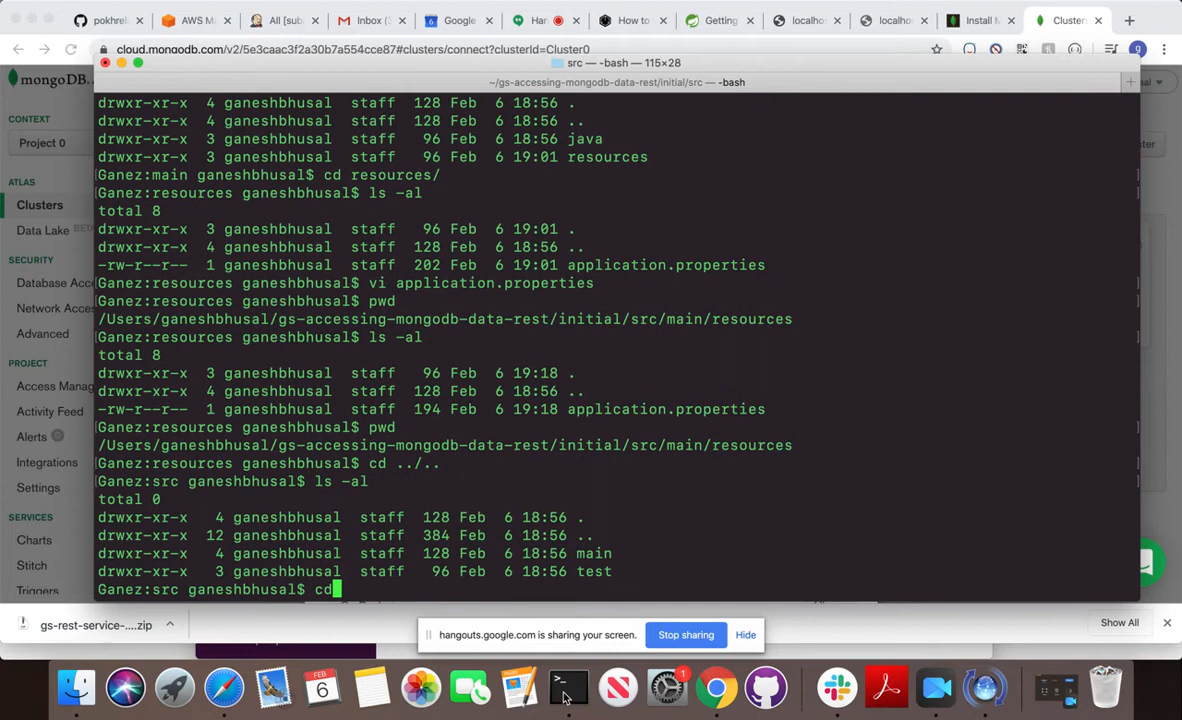 pokhrel
AWS M
All [sub
Inbox (3
Google
Han
How to
Getting
localhos
localhos
Install M
Clusters
cloud.mongodb.com/v2/5e3caac3f2a30b7a554cce87#clusters/connect?clusterId=Cluster0
g
src — -bash — 115×28
~/gs-accessing-mongodb-data-rest/initial/src — -bash
mongoDB.
CONTEXT
Project 0
ATLAS
Clusters
Data Lake BETA
SECURITY
Database Acce
Network Acces
Advanced
PROJECT
Access Manag
Activity Feed
Alerts 0
Integrations
Settings
SERVICES
Charts
Stitch
Triggers
drwxr-xr-x 4 ganeshbhusal staff 128 Feb 6 18:56 .
drwxr-xr-x 4 ganeshbhusal staff 128 Feb 6 18:56 ..
drwxr-xr-x 3 ganeshbhusal staff 96 Feb 6 18:56 java
drwxr-xr-x 3 ganeshbhusal staff 96 Feb 6 19:01 resources
Ganez:main ganeshbhusal$ cd resources/
Ganez:resources ganeshbhusal$ ls -al
total 8
drwxr-xr-x 3 ganeshbhusal staff 96 Feb 6 19:01 .
drwxr-xr-x 4 ganeshbhusal staff 128 Feb 6 18:56 ..
-rw-r--r-- 1 ganeshbhusal staff 202 Feb 6 19:01 application.properties
Ganez:resources ganeshbhusal$ vi application.properties
Ganez:resources ganeshbhusal$ pwd
/Users/ganeshbhusal/gs-accessing-mongodb-data-rest/initial/src/main/resources
Ganez:resources ganeshbhusal$ ls -al
total 8
drwxr-xr-x 3 ganeshbhusal staff 96 Feb 6 19:18 .
drwxr-xr-x 4 ganeshbhusal staff 128 Feb 6 18:56 ..
-rw-r--r-- 1 ganeshbhusal staff 194 Feb 6 19:18 application.properties
Ganez:resources ganeshbhusal$ pwd
/Users/ganeshbhusal/gs-accessing-mongodb-data-rest/initial/src/main/resources
Ganez:resources ganeshbhusal$ cd ../..
Ganez:src ganeshbhusal$ ls -al
total 0
drwxr-xr-x 4 ganeshbhusal staff 128 Feb 6 18:56 .
drwxr-xr-x 12 ganeshbhusal staff 384 Feb 6 18:56 ..
drwxr-xr-x 4 ganeshbhusal staff 128 Feb 6 18:56 main
drwxr-xr-x 3 ganeshbhusal staff 96 Feb 6 18:56 test
Ganez:src ganeshbhusal$ cd
gs-rest-service-....zip
Show All
hangouts.google.com is sharing your screen.
Stop sharing
Hide
FEB
6
1